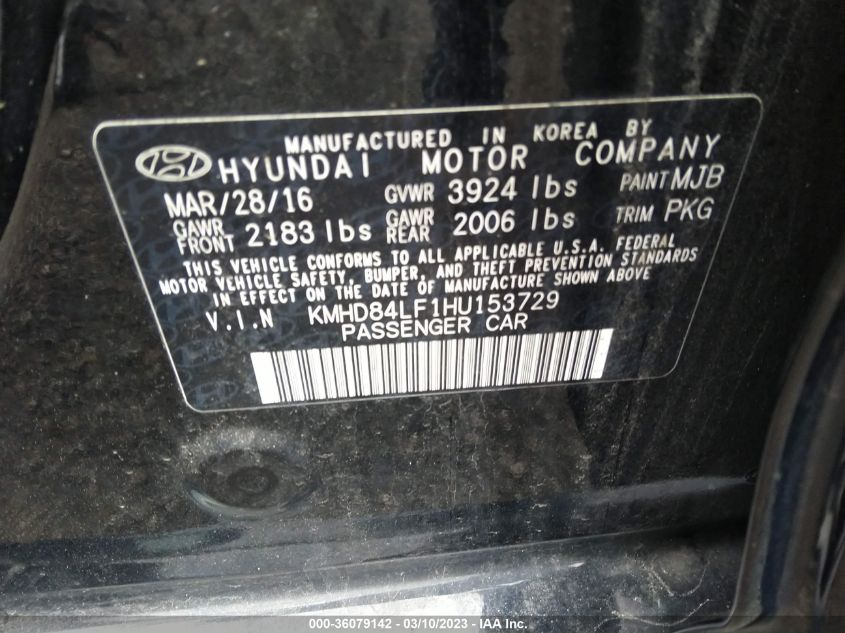 MANUFACTURED IN KOREA BY
HYUNDAI MOTOR COMPANY
MAR/28/16 GVWR 3924 lbs PAINT MJB
GAWR FRONT 2183 lbs GAWR REAR 2006 lbs TRIM PKG
THIS VEHICLE CONFORMS TO ALL APPLICABLE U.S.A. FEDERAL
MOTOR VEHICLE SAFETY, BUMPER, AND THEFT PREVENTION STANDARDS
IN EFFECT ON THE DATE OF MANUFACTURE SHOWN ABOVE
V.I.N KMHD84LF1HU153729
PASSENGER CAR
000-36079142 - 03/10/2023 - IAA Inc.